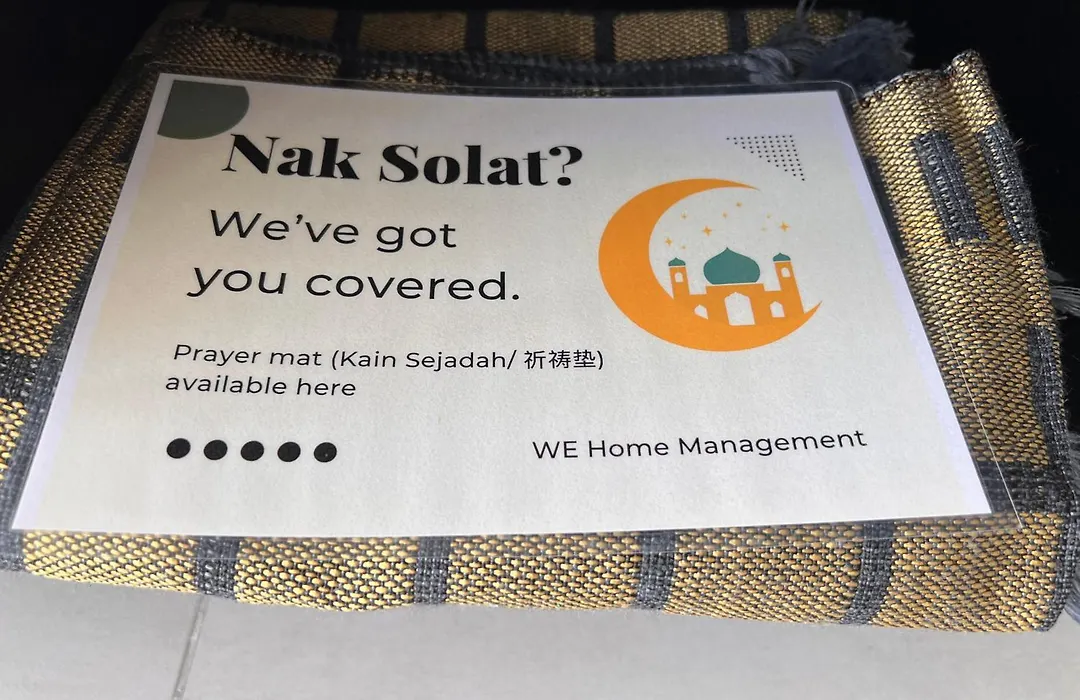 Nak Solat?
We've got
you covered.
Prayer mat (Kain Sejadah/ 祈祷垫)
available here
WE Home Management